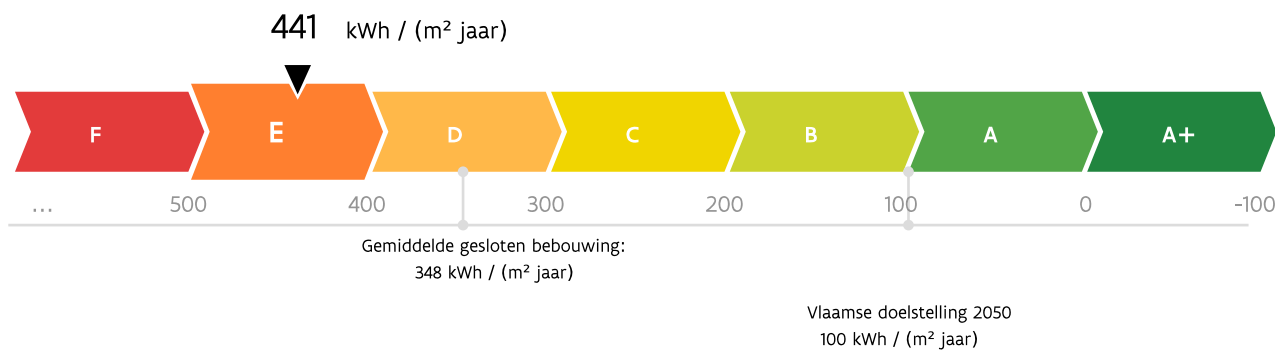 441 kWh / (m² jaar)
F E D C B A A+
... 500 400 300 200 100 0 -100
Gemiddelde gesloten bebouwing:
348 kWh / (m² jaar)
Vlaamse doelstelling 2050
100 kWh / (m² jaar)